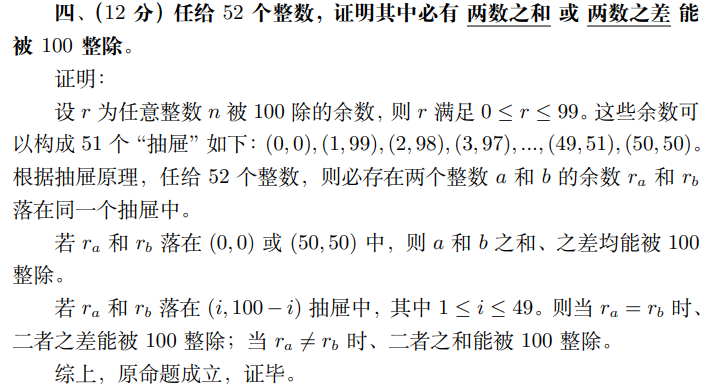 四、(12 分) 任给 52 个整数，证明其中必有 两数之和 或 两数之差 能
被 100 整除。
证明：
设 r 为任意整数 n 被 100 除的余数，则 r 满足 0 ≤ r ≤ 99。这些余数可
以构成 51 个 “抽屉” 如下：(0, 0), (1, 99), (2, 98), (3, 97), ..., (49, 51), (50, 50)。
根据抽屉原理，任给 52 个整数，则必存在两个整数 a 和 b 的余数 r_a 和 r_b
落在同一个抽屉中。
若 r_a 和 r_b 落在 (0, 0) 或 (50, 50) 中，则 a 和 b 之和、之差均能被 100
整除。
若 r_a 和 r_b 落在 (i, 100 − i) 抽屉中，其中 1 ≤ i ≤ 49。则当 r_a = r_b 时、
二者之差能被 100 整除；当 r_a ≠ r_b 时、二者之和能被 100 整除。
综上，原命题成立，证毕。